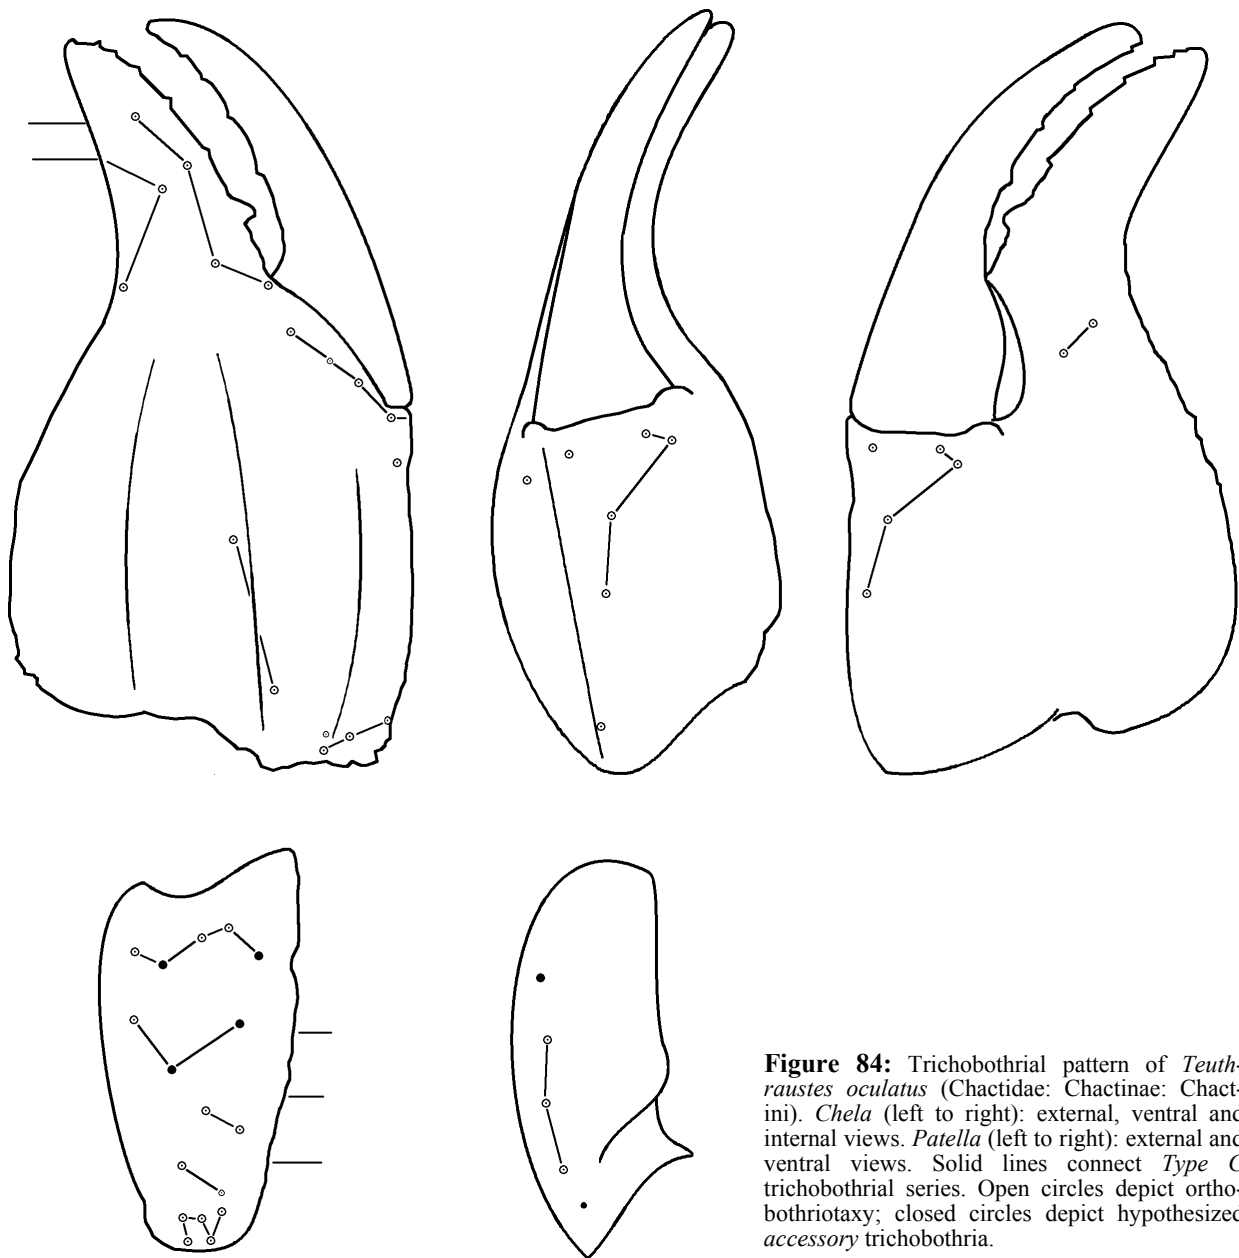 Figure 84: Trichobothrial pattern of Teuth-
raustes oculatus (Chactidae: Chactinae: Chact-
ini). Chela (left to right): external, ventral and
internal views. Patella (left to right): external and
ventral views. Solid lines connect Type C
trichobothrial series. Open circles depict ortho-
bothriotaxy; closed circles depict hypothesized
accessory trichobothria.